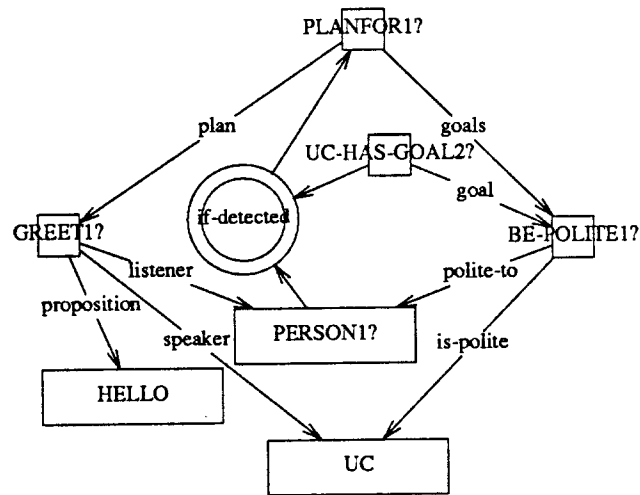 PLANFOR1?
plan
goals
UC-HAS-GOAL2?
goal
if-detected
GREET1?
BE-POLITE1?
listener
polite-to
proposition
speaker
PERSON1?
is-polite
HELLO
UC